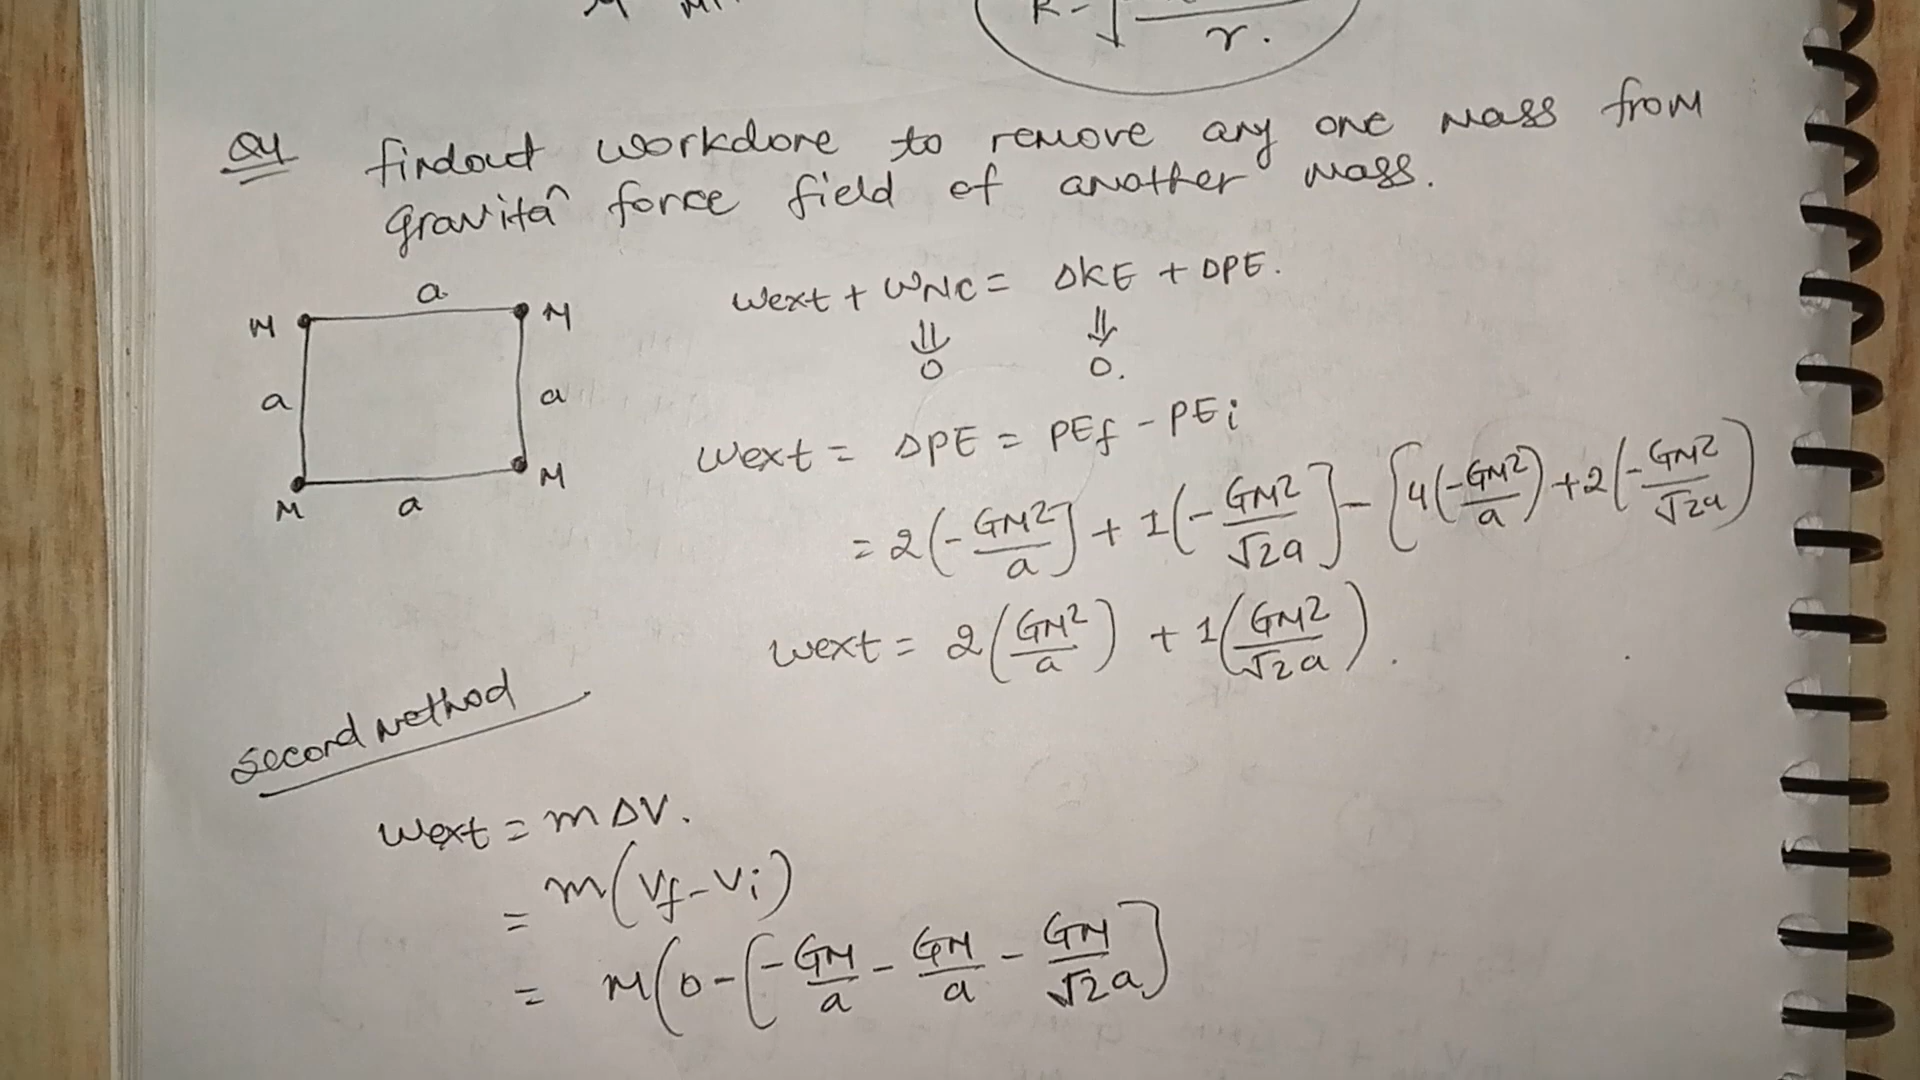 r.
Q4 findout workdone to remove any one mass from
gravitâ force field of another mass.
a
M M
a a
M M
a
Wext + WNC = ΔKE + ΔPE.
⇓ ⇓
0 0.
Wext = ΔPE = PEf - PEi
= 2(-GM²/a) + 1(-GM²/√2a] - [4(-GM²/a) + 2(-GM²/√2a)
Wext = 2(GM²/a) + 1(GM²/√2a).
Second Method
Wext = mΔV.
= m(Vf - Vi)
= M(0 - [-GM/a - GM/a - GM/√2a]